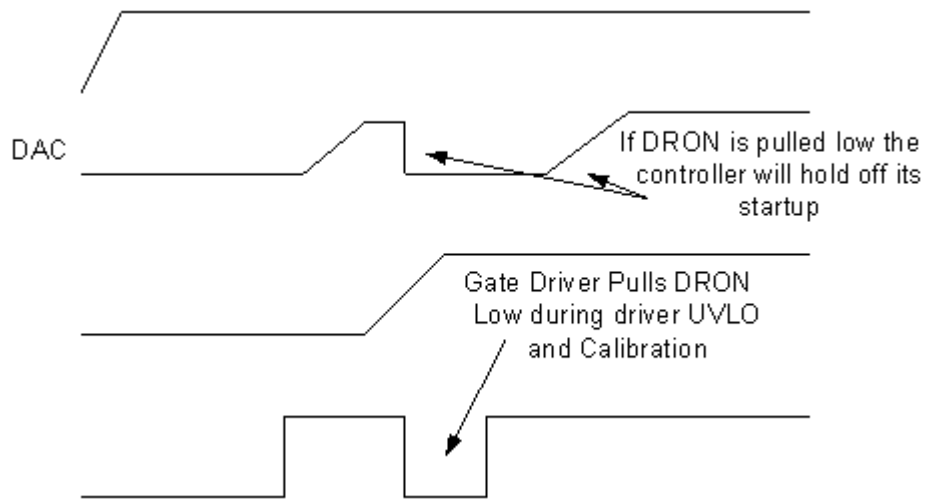 DAC
If DRON is pulled low the
controller will hold off its
startup
Gate Driver Pulls DRON
Low during driver UVLO
and Calibration